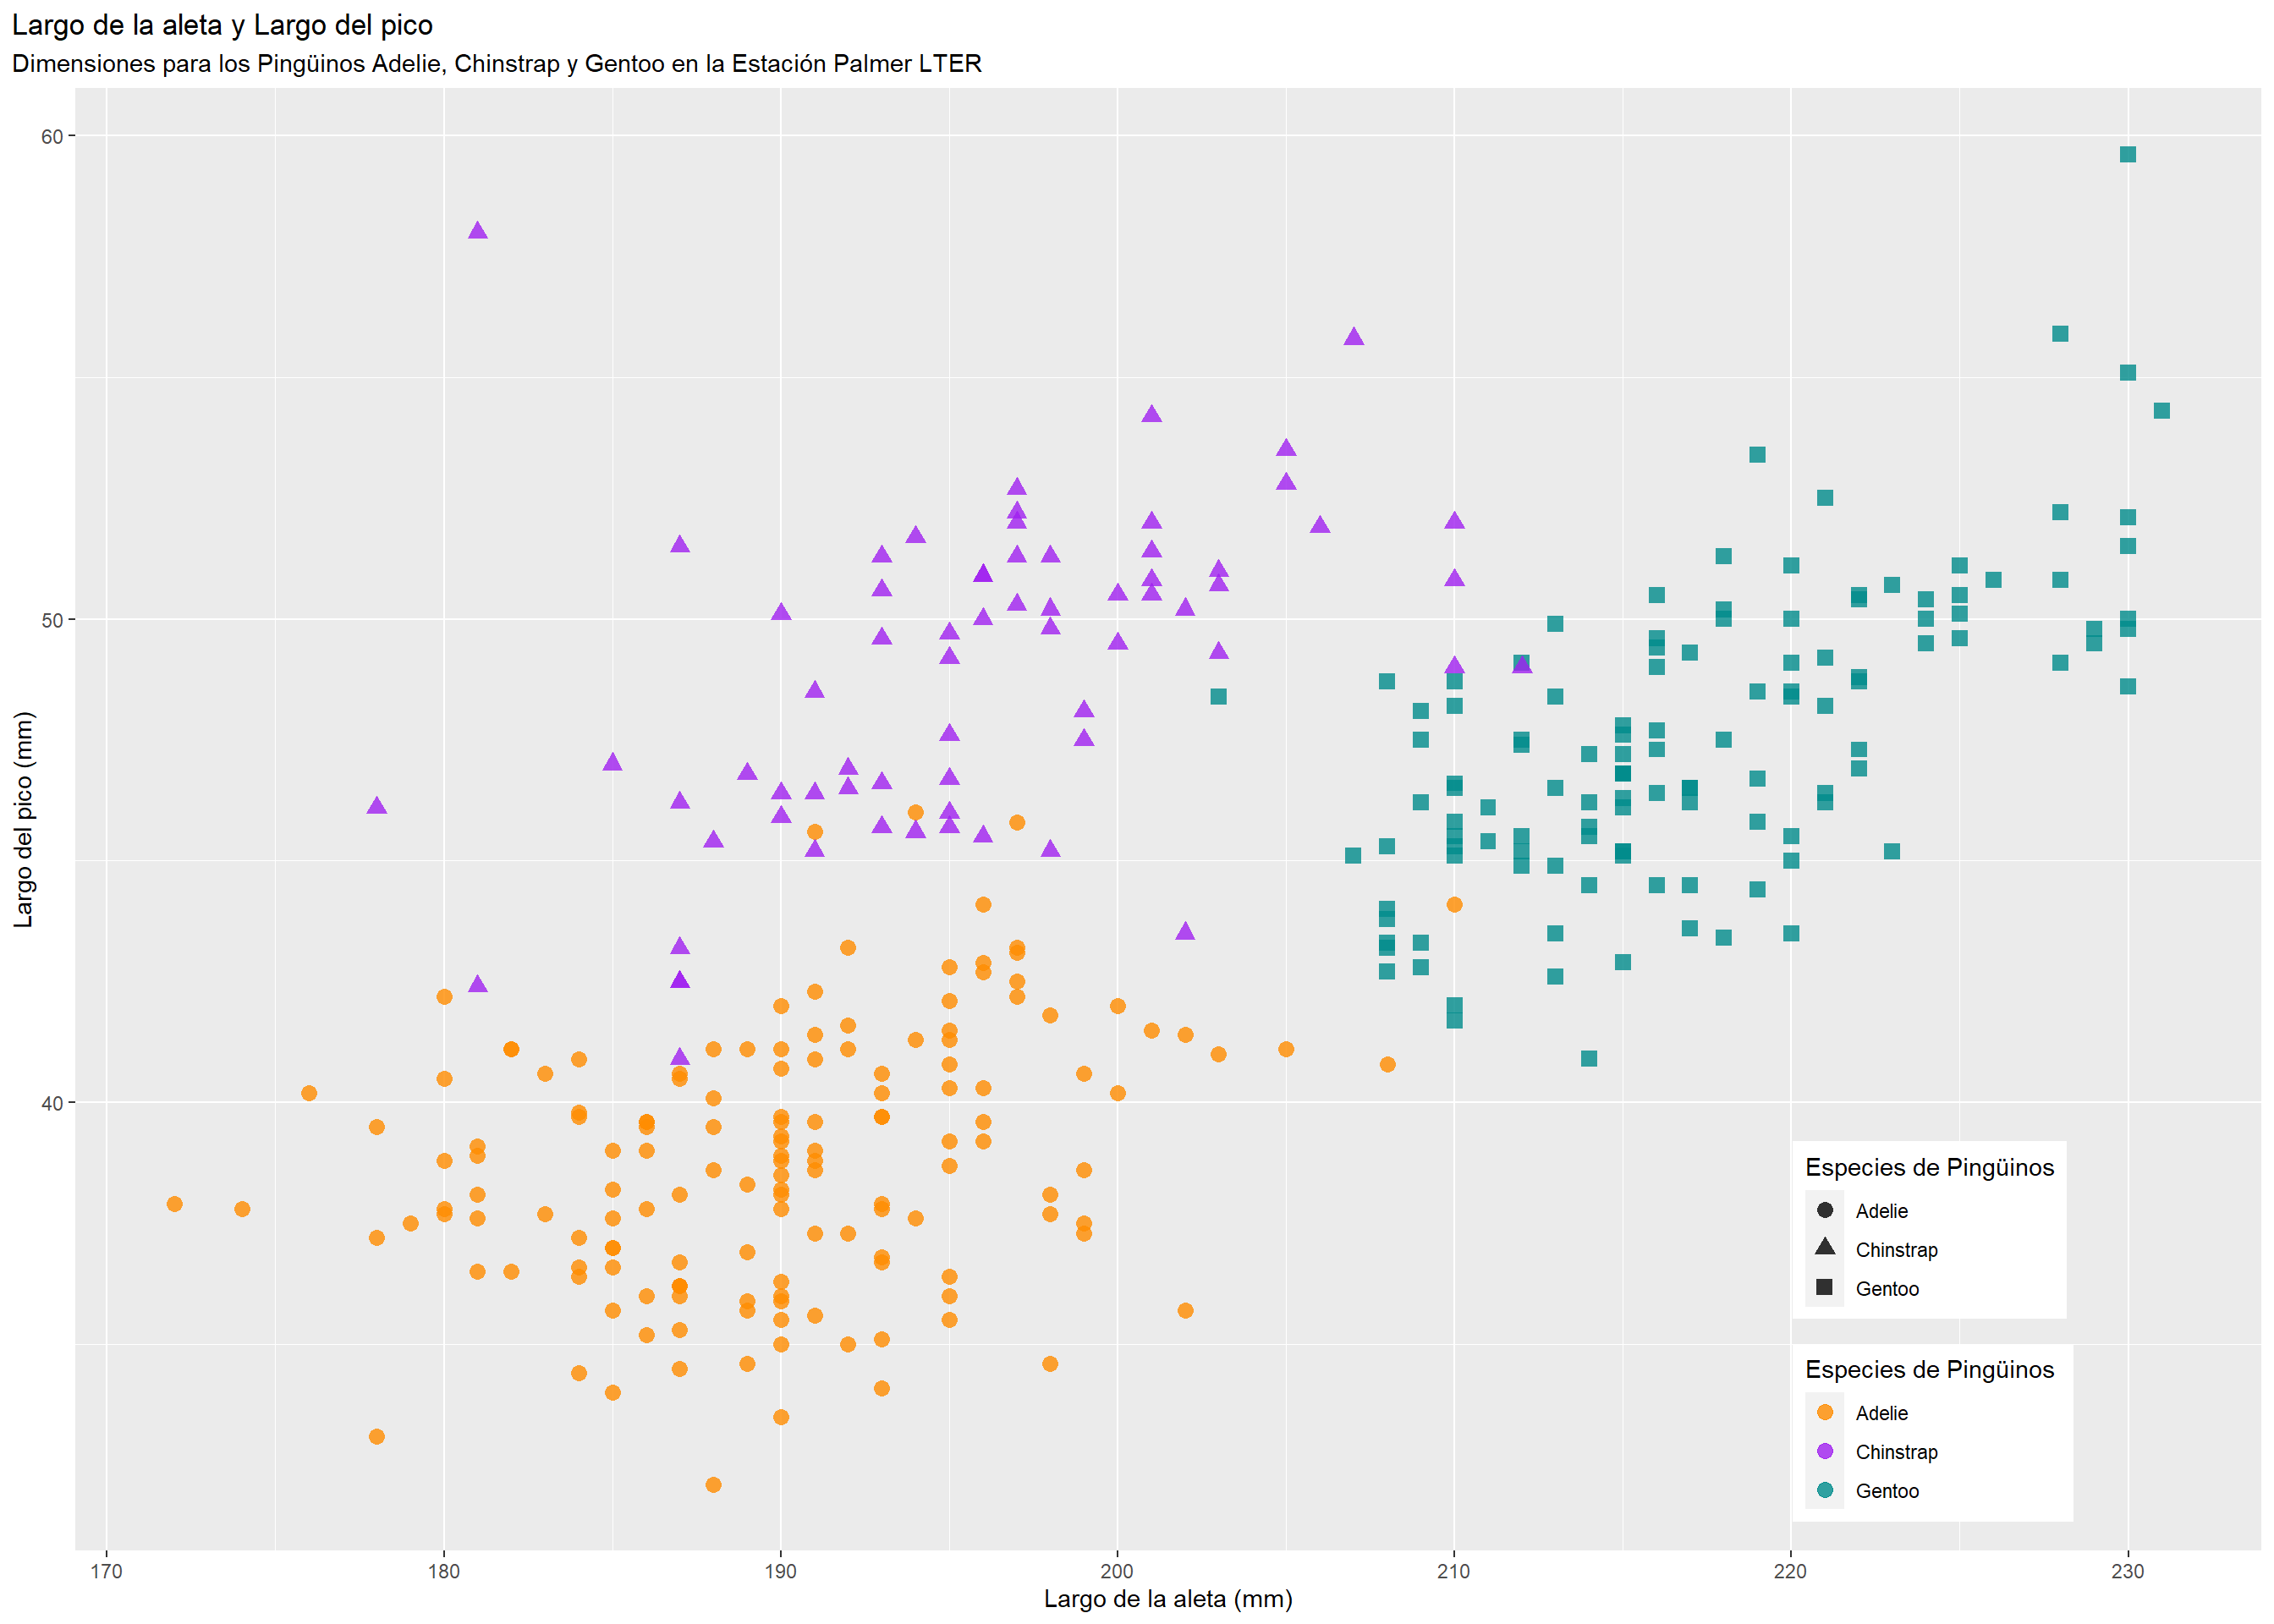 Largo de la aleta y Largo del pico
Dimensiones para los Pingüinos Adelie, Chinstrap y Gentoo en la Estación Palmer LTER
60
50
40
Largo del pico (mm)
Especies de Pingüinos
Adelie
Chinstrap
Gentoo
Especies de Pingüinos
Adelie
Chinstrap
Gentoo
170 180 190 200 210 220 230
Largo de la aleta (mm)